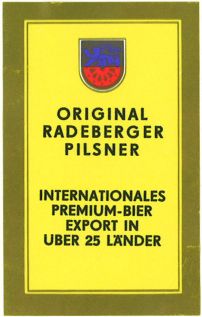 ORIGINAL
RADEBERGER
PILSNER
INTERNATIONALES
PREMIUM-BIER
EXPORT IN
UBER 25 LÄNDER